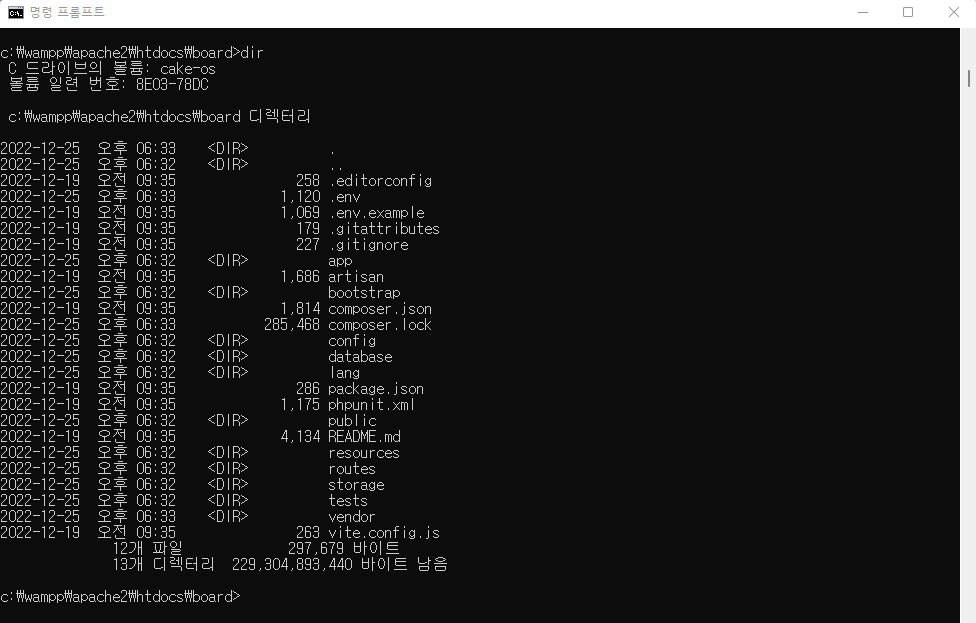 명령 프롬프트
c:\wampp\apache2\htdocs\board>dir
 C 드라이브의 볼륨: cake-os
 볼륨 일련 번호: 8E03-78DC

 c:\wampp\apache2\htdocs\board 디렉터리

2022-12-25  오후 06:33    <DIR>          .
2022-12-25  오후 06:32    <DIR>          ..
2022-12-19  오전 09:35               258 .editorconfig
2022-12-25  오후 06:33             1,120 .env
2022-12-19  오전 09:35             1,069 .env.example
2022-12-19  오전 09:35               179 .gitattributes
2022-12-19  오전 09:35               227 .gitignore
2022-12-25  오후 06:32    <DIR>          app
2022-12-19  오전 09:35             1,686 artisan
2022-12-25  오후 06:32    <DIR>          bootstrap
2022-12-19  오전 09:35             1,814 composer.json
2022-12-25  오후 06:33           285,468 composer.lock
2022-12-25  오후 06:32    <DIR>          config
2022-12-25  오후 06:32    <DIR>          database
2022-12-25  오후 06:32    <DIR>          lang
2022-12-19  오전 09:35               286 package.json
2022-12-19  오전 09:35             1,175 phpunit.xml
2022-12-25  오후 06:32    <DIR>          public
2022-12-19  오전 09:35             4,134 README.md
2022-12-25  오후 06:32    <DIR>          resources
2022-12-25  오후 06:32    <DIR>          routes
2022-12-25  오후 06:32    <DIR>          storage
2022-12-25  오후 06:32    <DIR>          tests
2022-12-25  오후 06:33    <DIR>          vendor
2022-12-19  오전 09:35               263 vite.config.js
              12개 파일             297,679 바이트
              13개 디렉터리  229,304,893,440 바이트 남음

c:\wampp\apache2\htdocs\board>